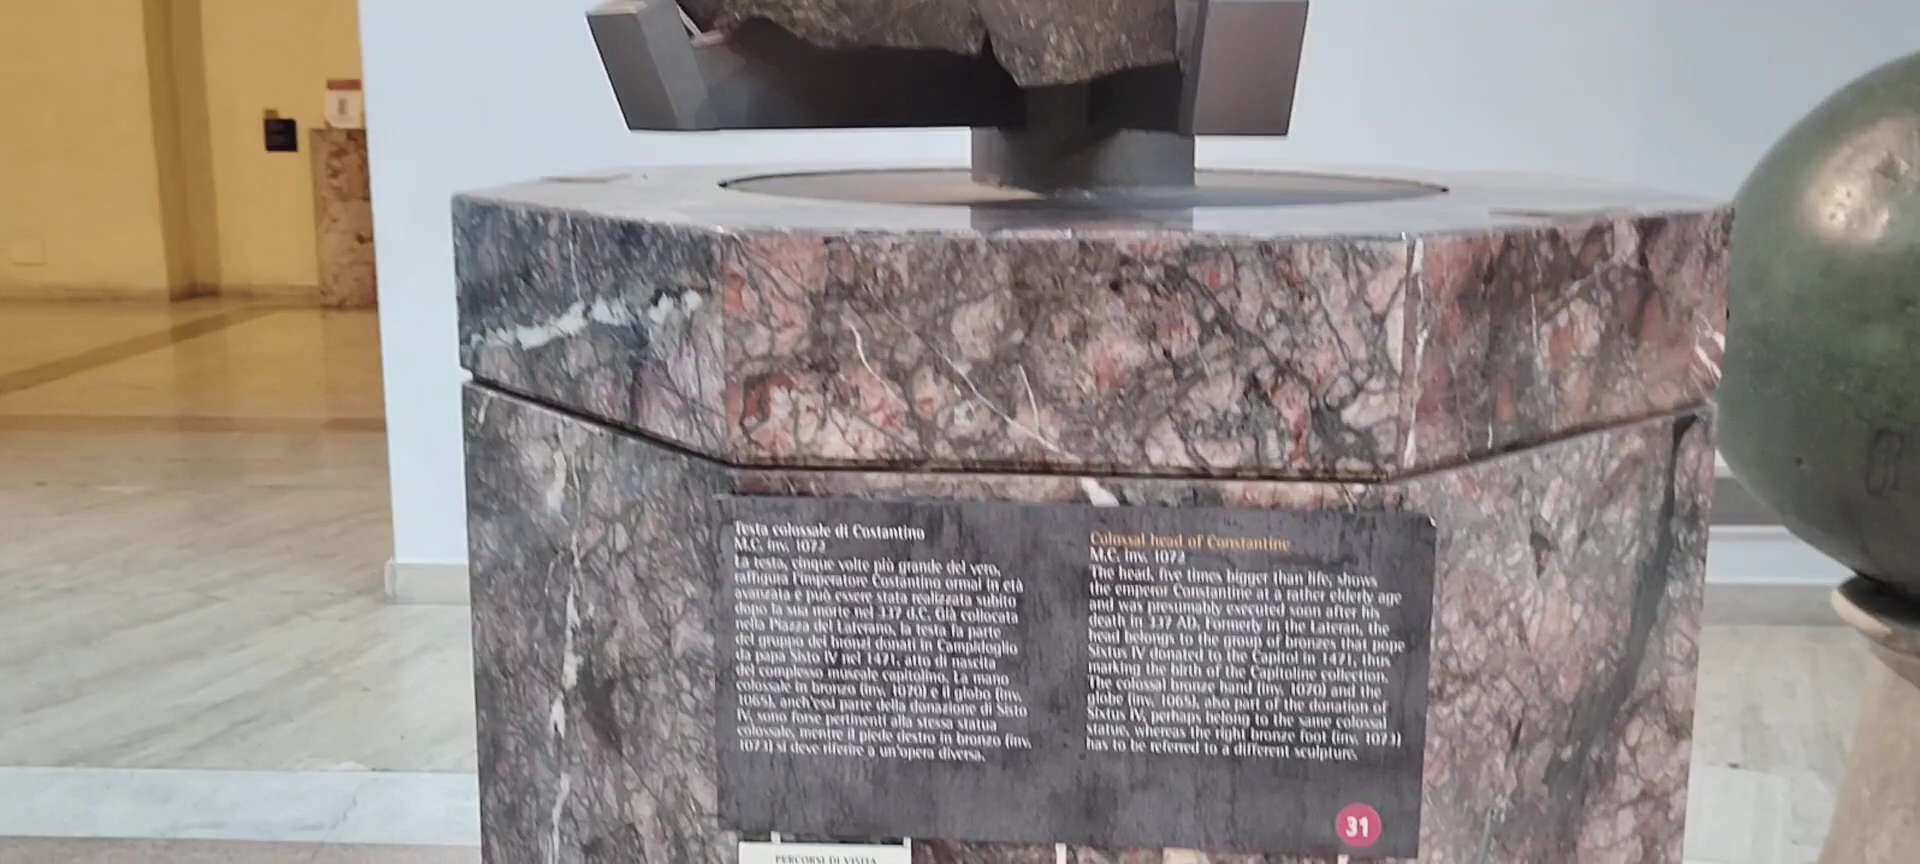 Testa colossale di Costantino
M.C. inv. 1072
La testa, cinque volte più grande del vero,
raffigura l'imperatore Costantino ormai in età
avanzata e può essere stata realizzata subito
dopo la sua morte nel 337 d.C. Già collocata
nella Piazza del Laterano, la testa fa parte
del gruppo dei bronzi donati in Campidoglio
da papa Sisto IV nel 1471, atto di nascita
del complesso museale capitolino. La mano
colossale in bronzo (inv. 1070) e il globo (inv.
1065), anch'essi parte della donazione di Sisto
IV, sono forse pertinenti alla stessa statua
colossale, mentre il piede destro in bronzo (inv.
1073) si deve riferire a un'opera diversa.
Colossal head of Constantine
M.C. inv. 1072
The head, five times bigger than life, shows
the emperor Constantine at a rather elderly age
and was presumably executed soon after his
death in 337 AD. Formerly in the Lateran, the
head belongs to the group of bronzes that pope
Sixtus IV donated to the Capitol in 1471, thus
marking the birth of the Capitoline collection.
The colossal bronze hand (inv. 1070) and the
globe (inv. 1065), also part of the donation of
Sixtus IV, perhaps belong to the same colossal
statue, whereas the right bronze foot (inv. 1073)
has to be referred to a different sculpture.
31
PERCORSI DI VISITA